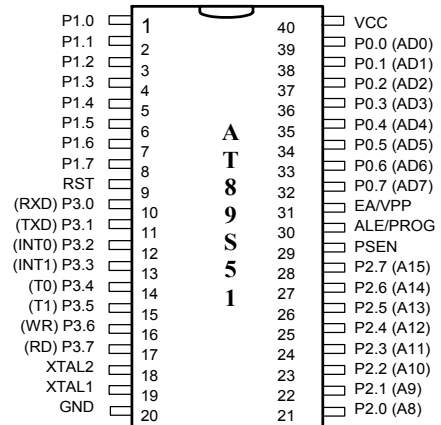 P1.0 1 40 VCC
P1.1 2 39 P0.0 (AD0)
P1.2 3 38 P0.1 (AD1)
P1.3 4 37 P0.2 (AD2)
P1.4 5 36 P0.3 (AD3)
P1.5 6 35 P0.4 (AD4)
P1.6 7 34 P0.5 (AD5)
P1.7 8 33 P0.6 (AD6)
RST 9 32 P0.7 (AD7)
(RXD) P3.0 10 31 EA/VPP
(TXD) P3.1 11 30 ALE/PROG
(INT0) P3.2 12 29 PSEN
(INT1) P3.3 13 28 P2.7 (A15)
(T0) P3.4 14 27 P2.6 (A14)
(T1) P3.5 15 26 P2.5 (A13)
(WR) P3.6 16 25 P2.4 (A12)
(RD) P3.7 17 24 P2.3 (A11)
XTAL2 18 23 P2.2 (A10)
XTAL1 19 22 P2.1 (A9)
GND 20 21 P2.0 (A8)
AT89S51